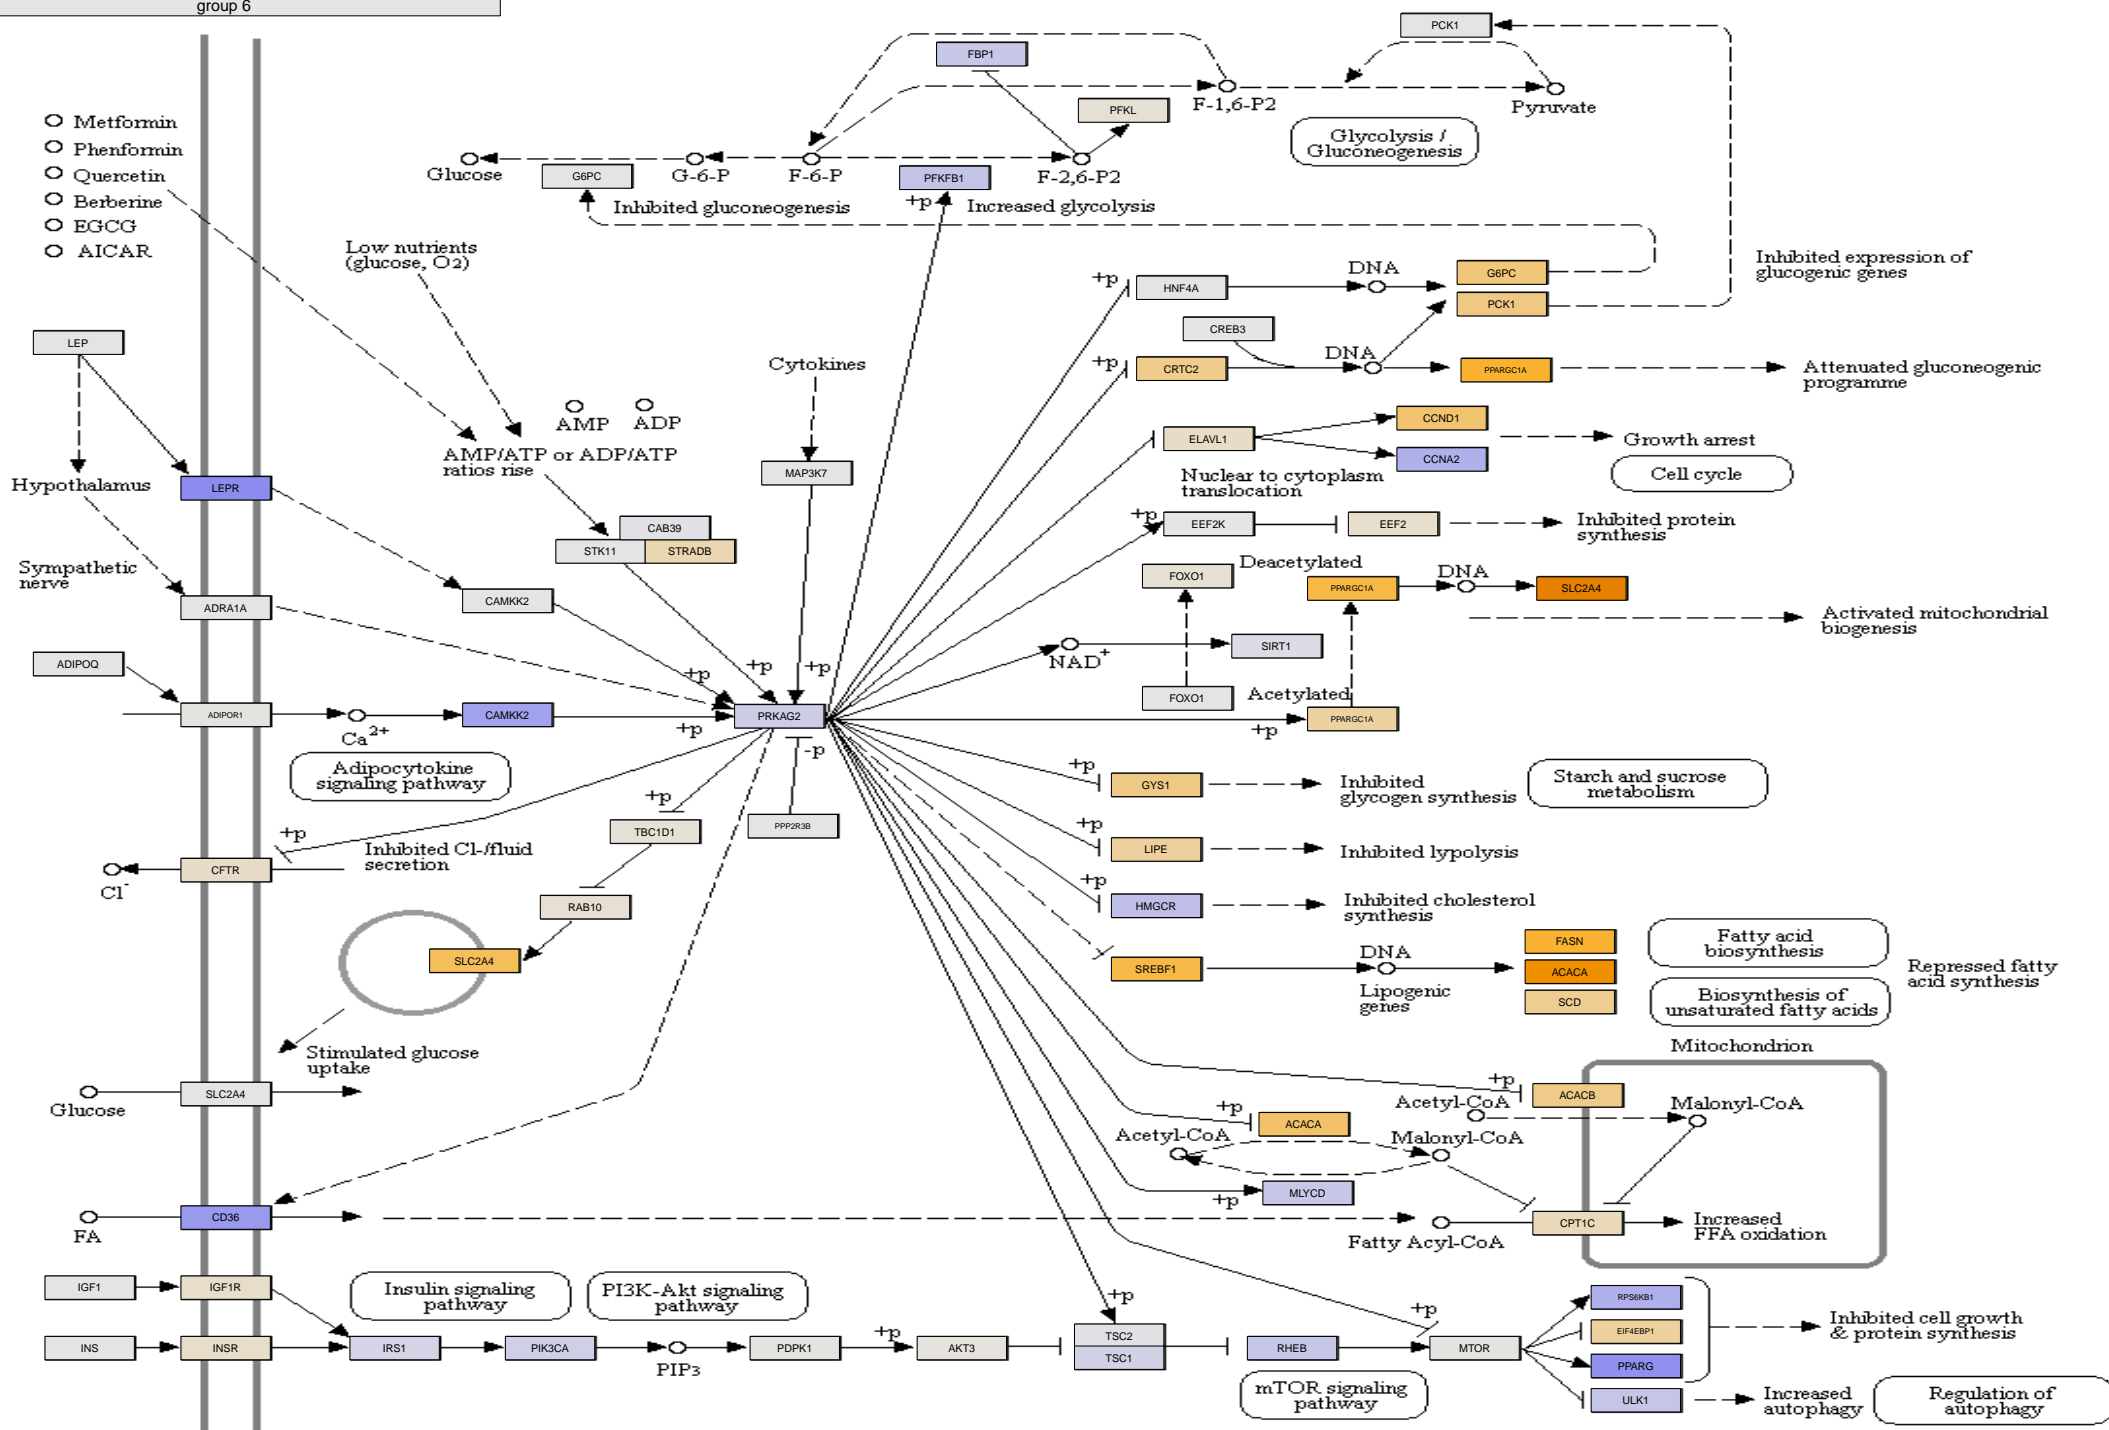 group 6
PCK1
FBP1
F-1,6-P2
Pyruvate
PFKL
Metformin
Phenformin
Quercetin
Berberine
EGCG
AICAR
Glycolysis /
Gluconeogenesis
Glucose
G6PC
G-6-P
F-6-P
PFKFB1
F-2,6-P2
+p
Inhibited gluconeogenesis
Increased glycolysis
Low nutrients
(glucose, O2)
Inhibited expression of
glucogenic genes
+p
HNF4A
DNA
G6PC
PCK1
CREB3
LEP
+p
CRTC2
DNA
PPARGC1A
Attenuated gluconeogenic
programme
Cytokines
AMP
ADP
AMP/ATP or ADP/ATP
ratios rise
CCND1
ELAVL1
CCNA2
Growth arrest
Cell cycle
Nuclear to cytoplasm
translocation
MAP3K7
Hypothalamus
LEPR
CAB39
STK11
STRADB
+p
EEF2K
EEF2
Inhibited protein
synthesis
Sympathetic
nerve
ADRA1A
CAMKK2
FOXO1
Deacetylated
PPARGC1A
DNA
SLC2A4
Activated mitochondrial
biogenesis
ADIPOQ
NAD+
SIRT1
+p
+p
+p
FOXO1
Acetylated
ADIPOR1
Ca2+
CAMKK2
+p
PRKAG2
PPARGC1A
+p
-p
Adipocytokine
signaling pathway
+p
GYS1
Inhibited
glycogen synthesis
Starch and sucrose
metabolism
+p
TBC1D1
PPP2R3B
+p
Inhibited Cl-/fluid
secretion
+p
LIPE
Inhibited lypolysis
Cl-
CFTR
RAB10
+p
HMGCR
Inhibited cholesterol
synthesis
SLC2A4
SREBF1
DNA
Lipogenic
genes
FASN
ACACA
SCD
Fatty acid
biosynthesis
Biosynthesis of
unsaturated fatty acids
Repressed fatty
acid synthesis
Stimulated glucose
uptake
Mitochondrion
Glucose
SLC2A4
+p
ACACB
Acetyl-CoA
Malonyl-CoA
+p
ACACA
Acetyl-CoA
Malonyl-CoA
+p
MLYCD
FA
CD36
Fatty Acyl-CoA
CPT1C
Increased
FFA oxidation
IGF1
IGF1R
Insulin signaling
pathway
PI3K-Akt signaling
pathway
+p
+p
RPS6KB1
Inhibited cell growth
& protein synthesis
INS
INSR
IRS1
PIK3CA
PIP3
PDPK1
+p
AKT3
TSC2
TSC1
RHEB
MTOR
EIF4EBP1
PPARG
ULK1
mTOR signaling
pathway
Increased
autophagy
Regulation of
autophagy